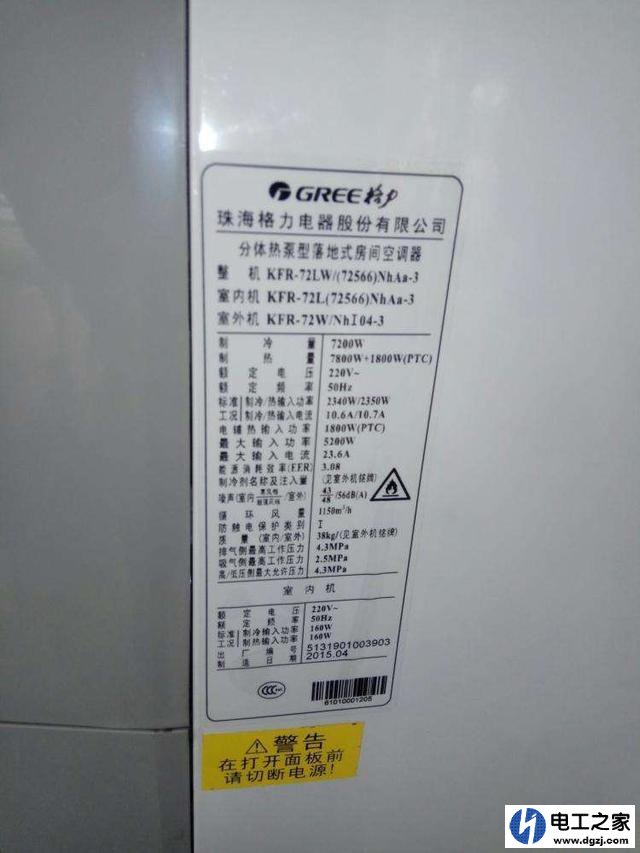 GREE 格力
珠海格力电器股份有限公司
分体热泵型落地式房间空调器
整 机 KFR-72LW/(72566)NhAa-3
室内机 KFR-72L(72566)NhAa-3
室外机 KFR-72W/NhI04-3
制 冷 量 7200W
制 热 量 7800W+1800W(PTC)
额 定 电 压 220V~
额 定 频 率 50Hz
标准 制冷/热输入功率 2340W/2350W
工况 制冷/热输入电流 10.6A/10.7A
电辅热输入功率 1800W(PTC)
最大输入功率 5200W
最大输入电流 23.6A
能源消耗效率(EER) 3.08
制冷剂名称及注入量 (见室外机铭牌)
噪声(室内 /室外) 43/48 /56dB(A)
循 环 风 量 1150m³/h
防触电保护类别 I
质 量 (室内/室外) 38kg/(见室外机铭牌)
排气侧最高工作压力 4.3MPa
吸气侧最高工作压力 2.5MPa
高/低压侧最大允许压力 4.3MPa
室 内 机
额 定 电 压 220V~
额 定 频 率 50Hz
标准 制冷输入功率 160W
工况 制热输入功率 160W
出 厂 编 号 5131901003903
制 造 日 期 2015.04
CCC
61010001205
警告
在打开面板前
请切断电源!
电工之家
www.dgzj.com